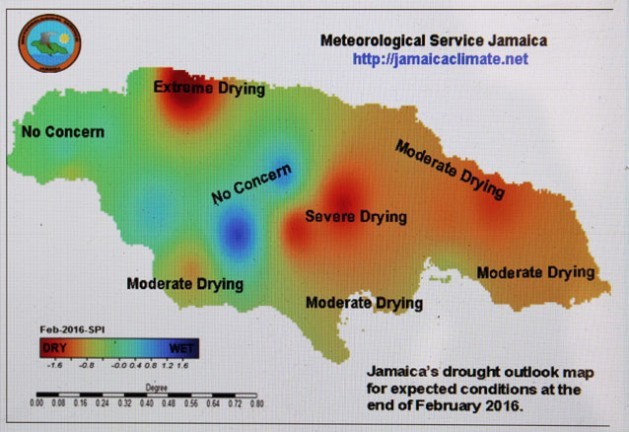 Meteorological Service Jamaica
http://jamaicaclimate.net
Extreme Drying
No Concern
Moderate Drying
No Concern
Severe Drying
Moderate Drying
Moderate Drying
Moderate Drying
Feb-2016-SPI
DRY WET
-1.6 -0.8 -0.0 0.4 0.8 1.2 1.6
Degree
0.00 0.08 0.16 0.24 0.32 0.40 0.48 0.56 0.64 0.72 0.80
Jamaica's drought outlook map
for expected conditions at the
end of February 2016.